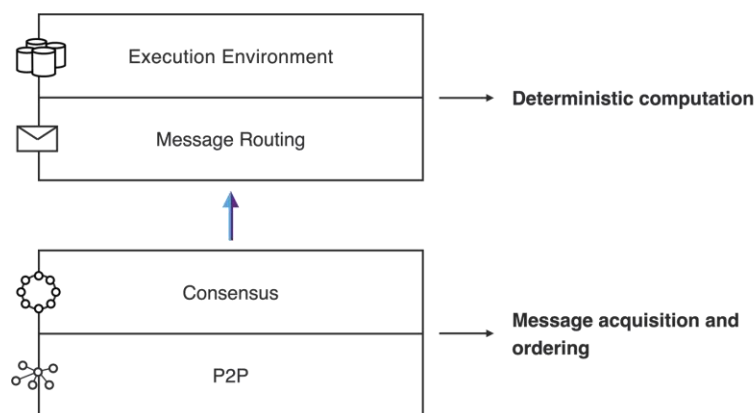 Execution Environment
Deterministic computation
Message Routing
Consensus
Message acquisition and
ordering
P2P